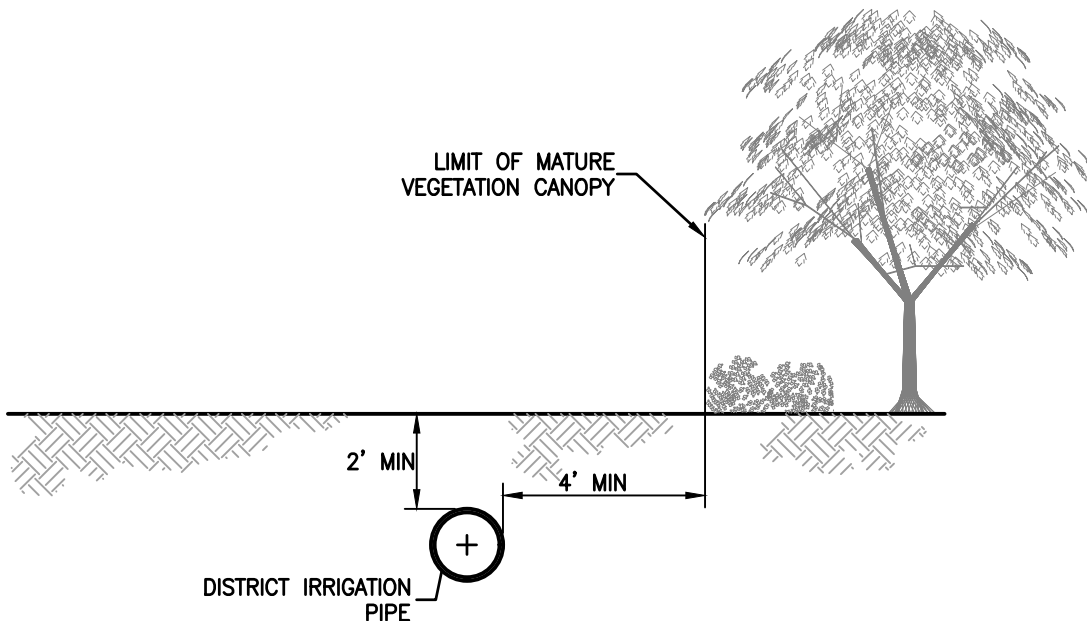 LIMIT OF MATURE
VEGETATION CANOPY
2' MIN
4' MIN
DISTRICT IRRIGATION
PIPE